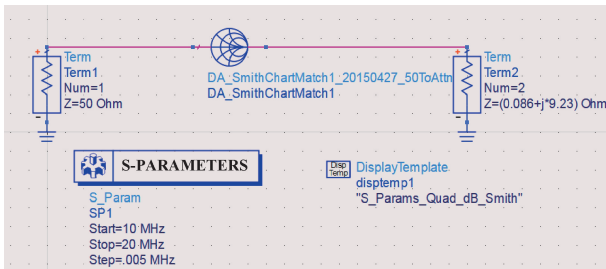 +
Term
Term1
Num=1
Z=50 Ohm
-
DA_SmithChartMatch1_20150427_50ToAttn
DA_SmithChartMatch1
+
Term
Term2
Num=2
Z=(0.086+j*9.23) Ohm
-
S-PARAMETERS
S_Param
SP1
Start=10 MHz
Stop=20 MHz
Step=.005 MHz
Disp
Temp
DisplayTemplate
disptemp1
"S_Params_Quad_dB_Smith"